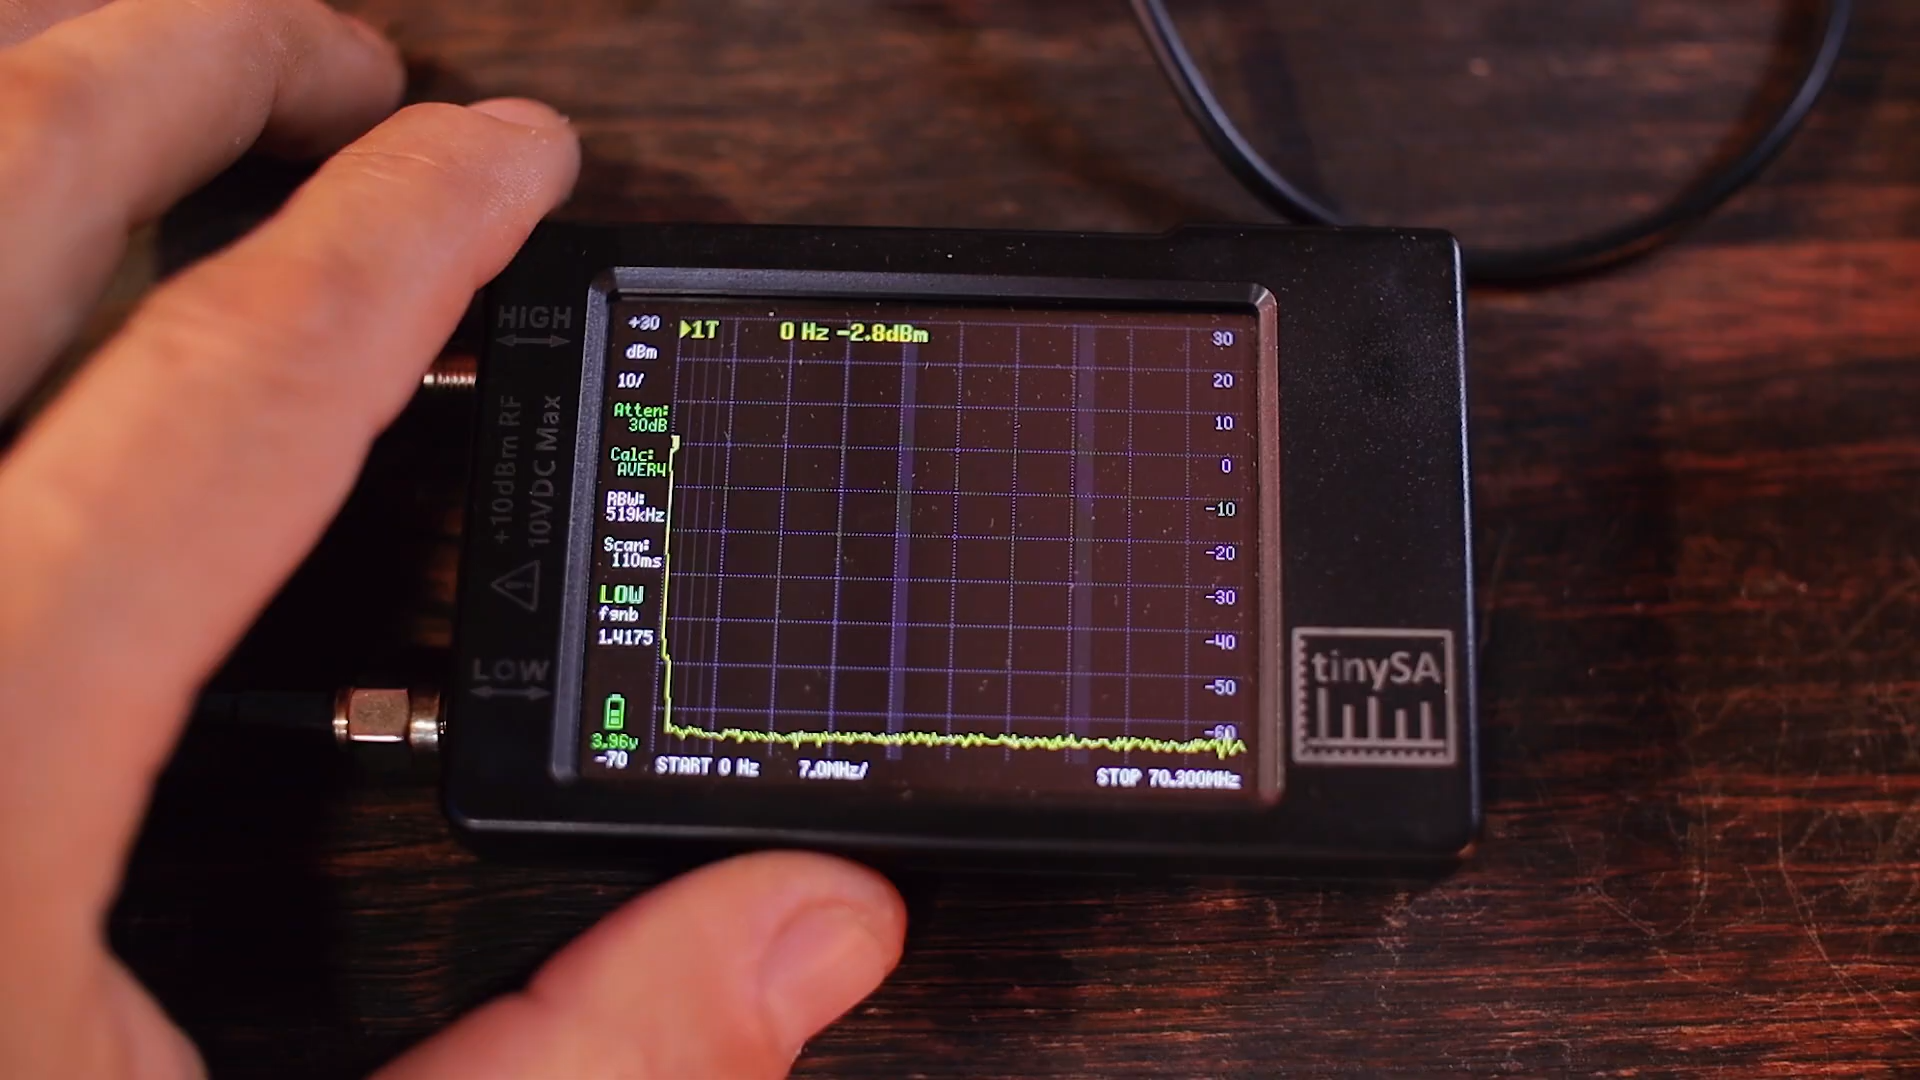 HIGH
+10dBm RF
10VDC Max
LOW
+30
dBm
10/
Atten:
30dB
Calc:
AVER4
RBW:
519kHz
Scan:
110ms
LOW
fgnb
1.4175
3.96v
-70
1T 0 Hz -2.8dBm
30
20
10
0
-10
-20
-30
-40
-50
-60
START 0 Hz 7.0MHz/ STOP 70.300MHz
tinySA